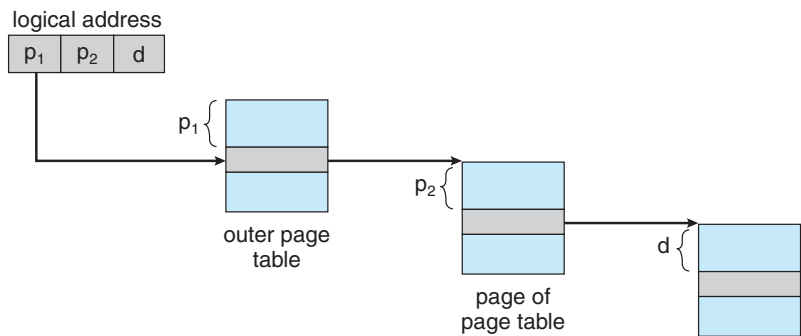 logical address
p1 p2 d
p1
outer page
table
p2
page of
page table
d